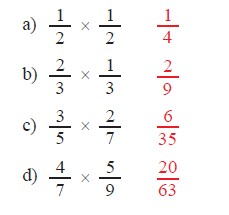 a) 1/2 × 1/2 1/4
b) 2/3 × 1/3 2/9
c) 3/5 × 2/7 6/35
d) 4/7 × 5/9 20/63